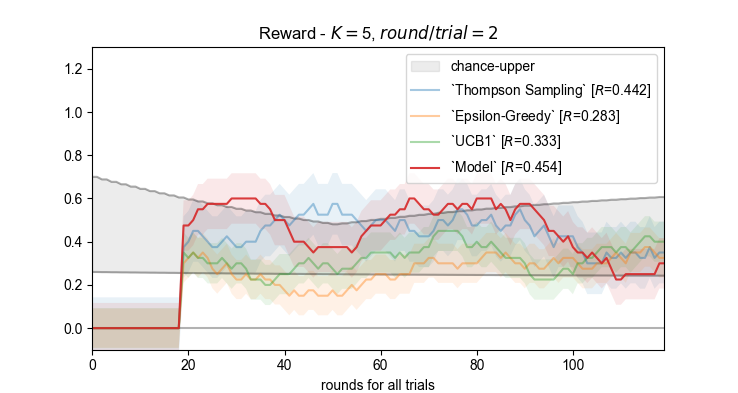 Reward - K = 5, round/trial = 2
chance-upper
`Thompson Sampling` [R=0.442]
`Epsilon-Greedy` [R=0.283]
`UCB1` [R=0.333]
`Model` [R=0.454]
1.2
1.0
0.8
0.6
0.4
0.2
0.0
0 20 40 60 80 100
rounds for all trials